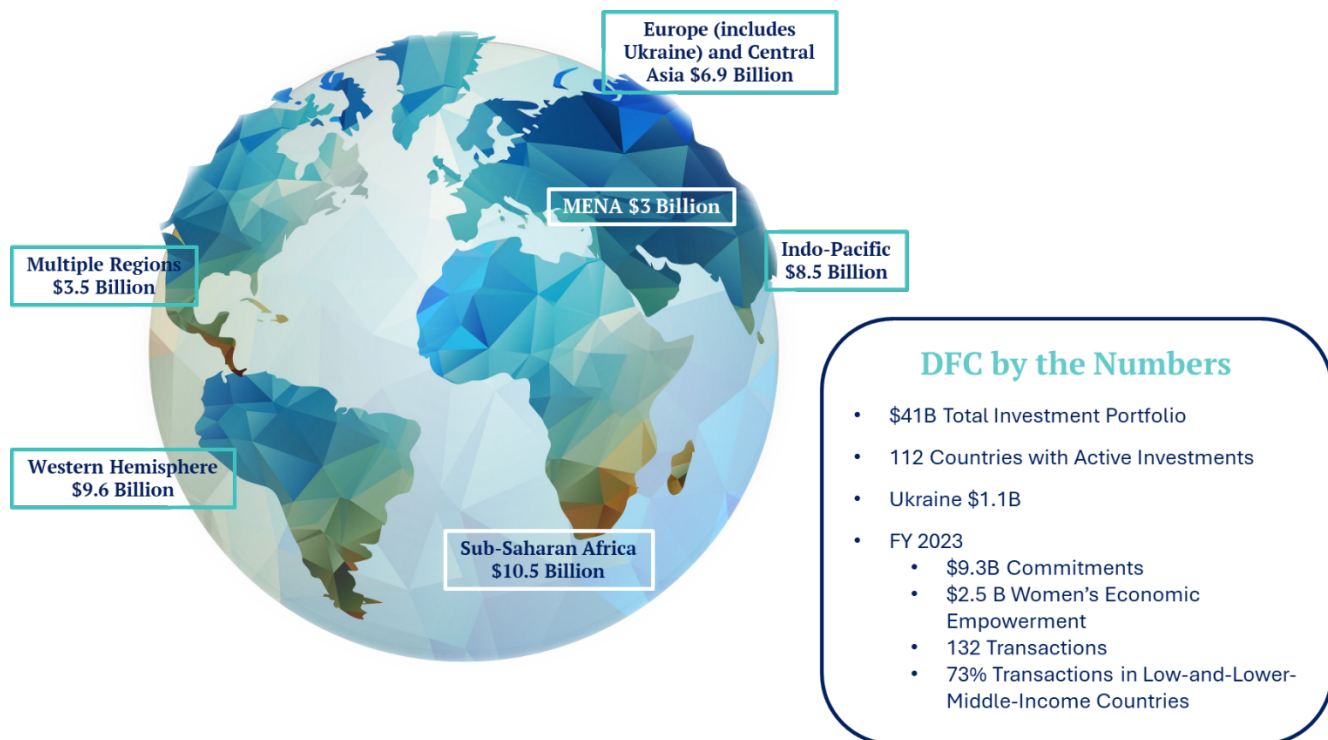 Europe (includes
Ukraine) and Central
Asia $6.9 Billion
MENA $3 Billion
Indo-Pacific
$8.5 Billion
Multiple Regions
$3.5 Billion
Western Hemisphere
$9.6 Billion
Sub-Saharan Africa
$10.5 Billion
DFC by the Numbers
• $41B Total Investment Portfolio
• 112 Countries with Active Investments
• Ukraine $1.1B
• FY 2023
• $9.3B Commitments
• $2.5 B Women’s Economic
Empowerment
• 132 Transactions
• 73% Transactions in Low-and-Lower-
Middle-Income Countries